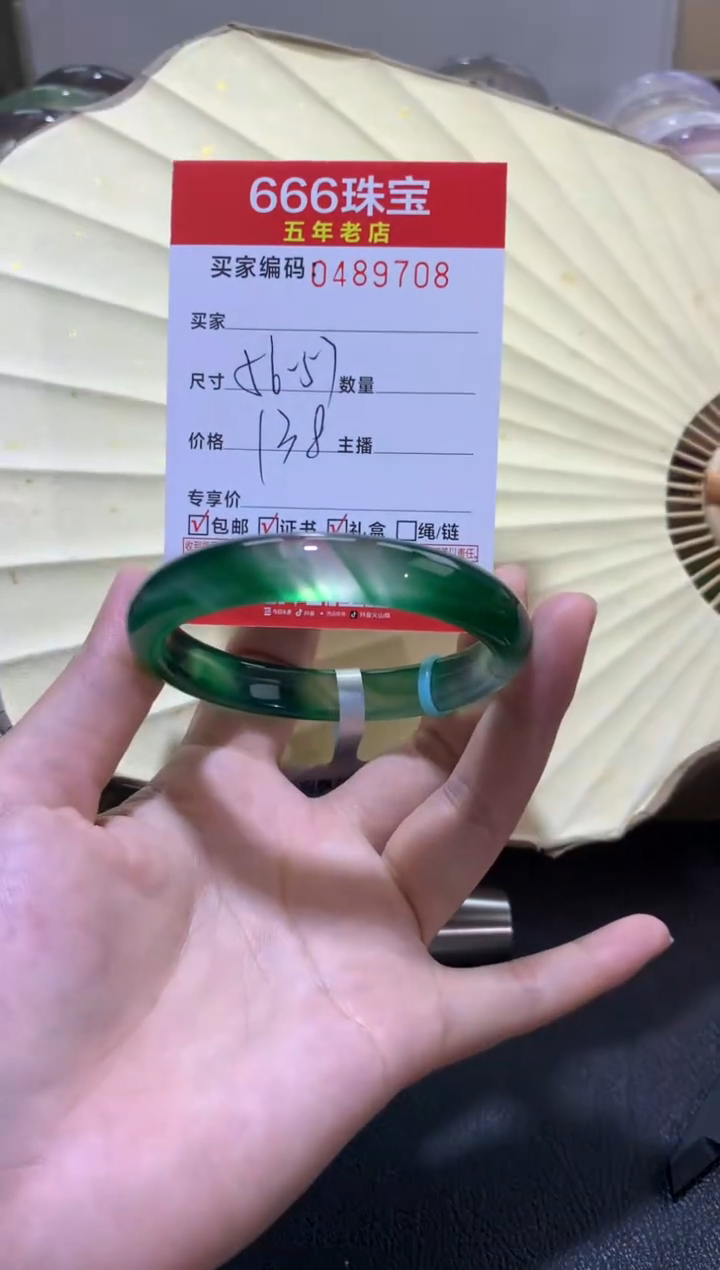 666珠宝
五年老店
买家编码:0489708
买家
尺寸 56-57 数量
价格 138 主播
专享价
☑包邮 ☑证书 ☑礼盒 ☐绳/链